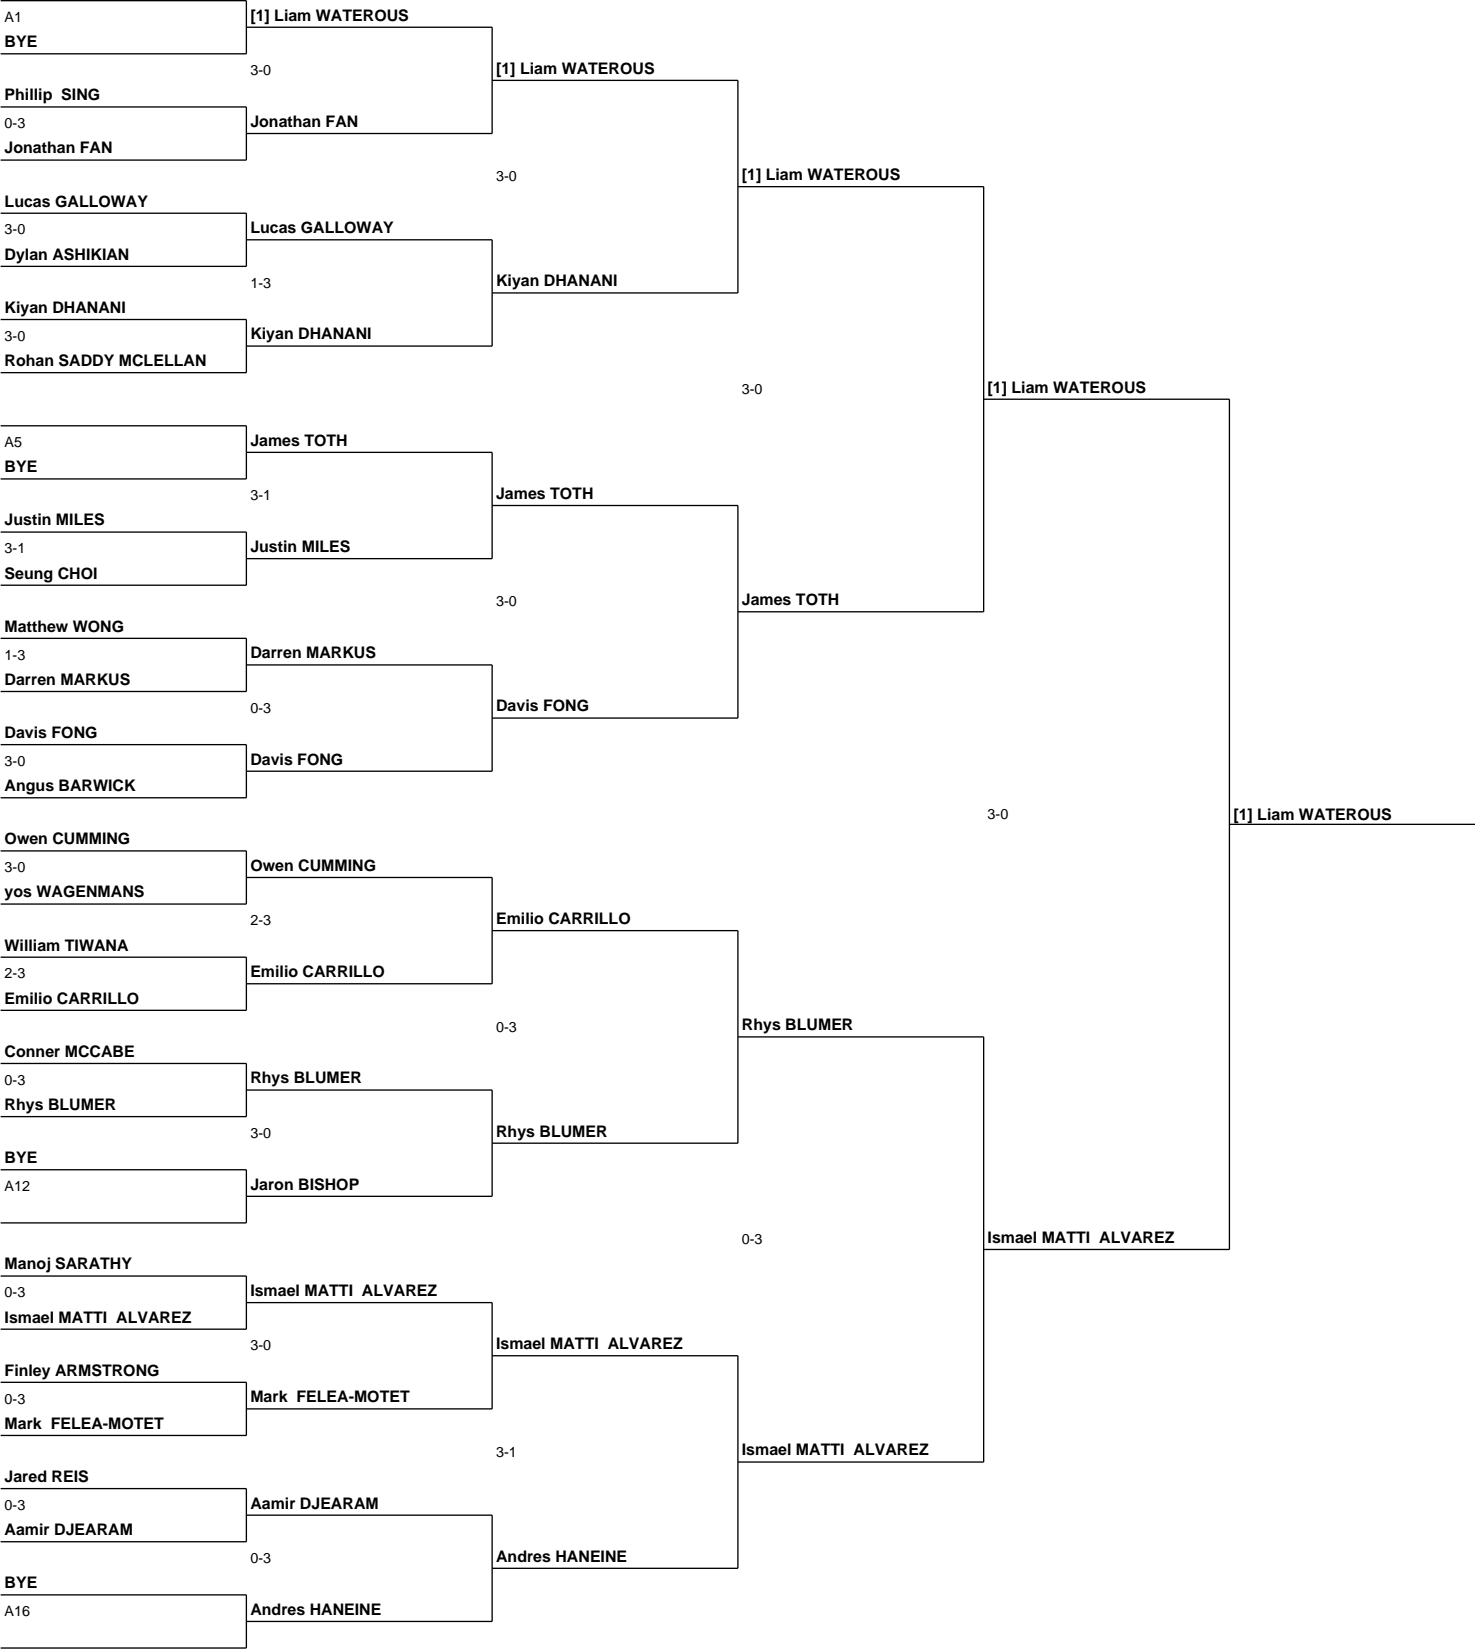 A1
BYE
Phillip  SING
0-3
Jonathan FAN
Lucas GALLOWAY
3-0
Dylan ASHIKIAN
Kiyan DHANANI
3-0
Rohan SADDY MCLELLAN
A5
BYE
Justin MILES
3-1
Seung CHOI
Matthew WONG
1-3
Darren MARKUS
Davis FONG
3-0
Angus BARWICK
Owen CUMMING
3-0
yos WAGENMANS
William TIWANA
2-3
Emilio CARRILLO
Conner MCCABE
0-3
Rhys BLUMER
BYE
A12
Manoj SARATHY
0-3
Ismael MATTI  ALVAREZ
Finley ARMSTRONG
0-3
Mark  FELEA-MOTET
Jared REIS
0-3
Aamir DJEARAM
BYE
A16
[1] Liam WATEROUS
3-0
Jonathan FAN
Lucas GALLOWAY
1-3
Kiyan DHANANI
James TOTH
3-1
Justin MILES
Darren MARKUS
0-3
Davis FONG
Owen CUMMING
2-3
Emilio CARRILLO
Rhys BLUMER
3-0
Jaron BISHOP
Ismael MATTI  ALVAREZ
3-0
Mark  FELEA-MOTET
Aamir DJEARAM
0-3
Andres HANEINE
[1] Liam WATEROUS
3-0
Kiyan DHANANI
James TOTH
3-0
Davis FONG
Emilio CARRILLO
0-3
Rhys BLUMER
Ismael MATTI  ALVAREZ
3-1
Andres HANEINE
[1] Liam WATEROUS
3-0
James TOTH
Rhys BLUMER
0-3
Ismael MATTI  ALVAREZ
[1] Liam WATEROUS
3-0
Ismael MATTI  ALVAREZ
[1] Liam WATEROUS